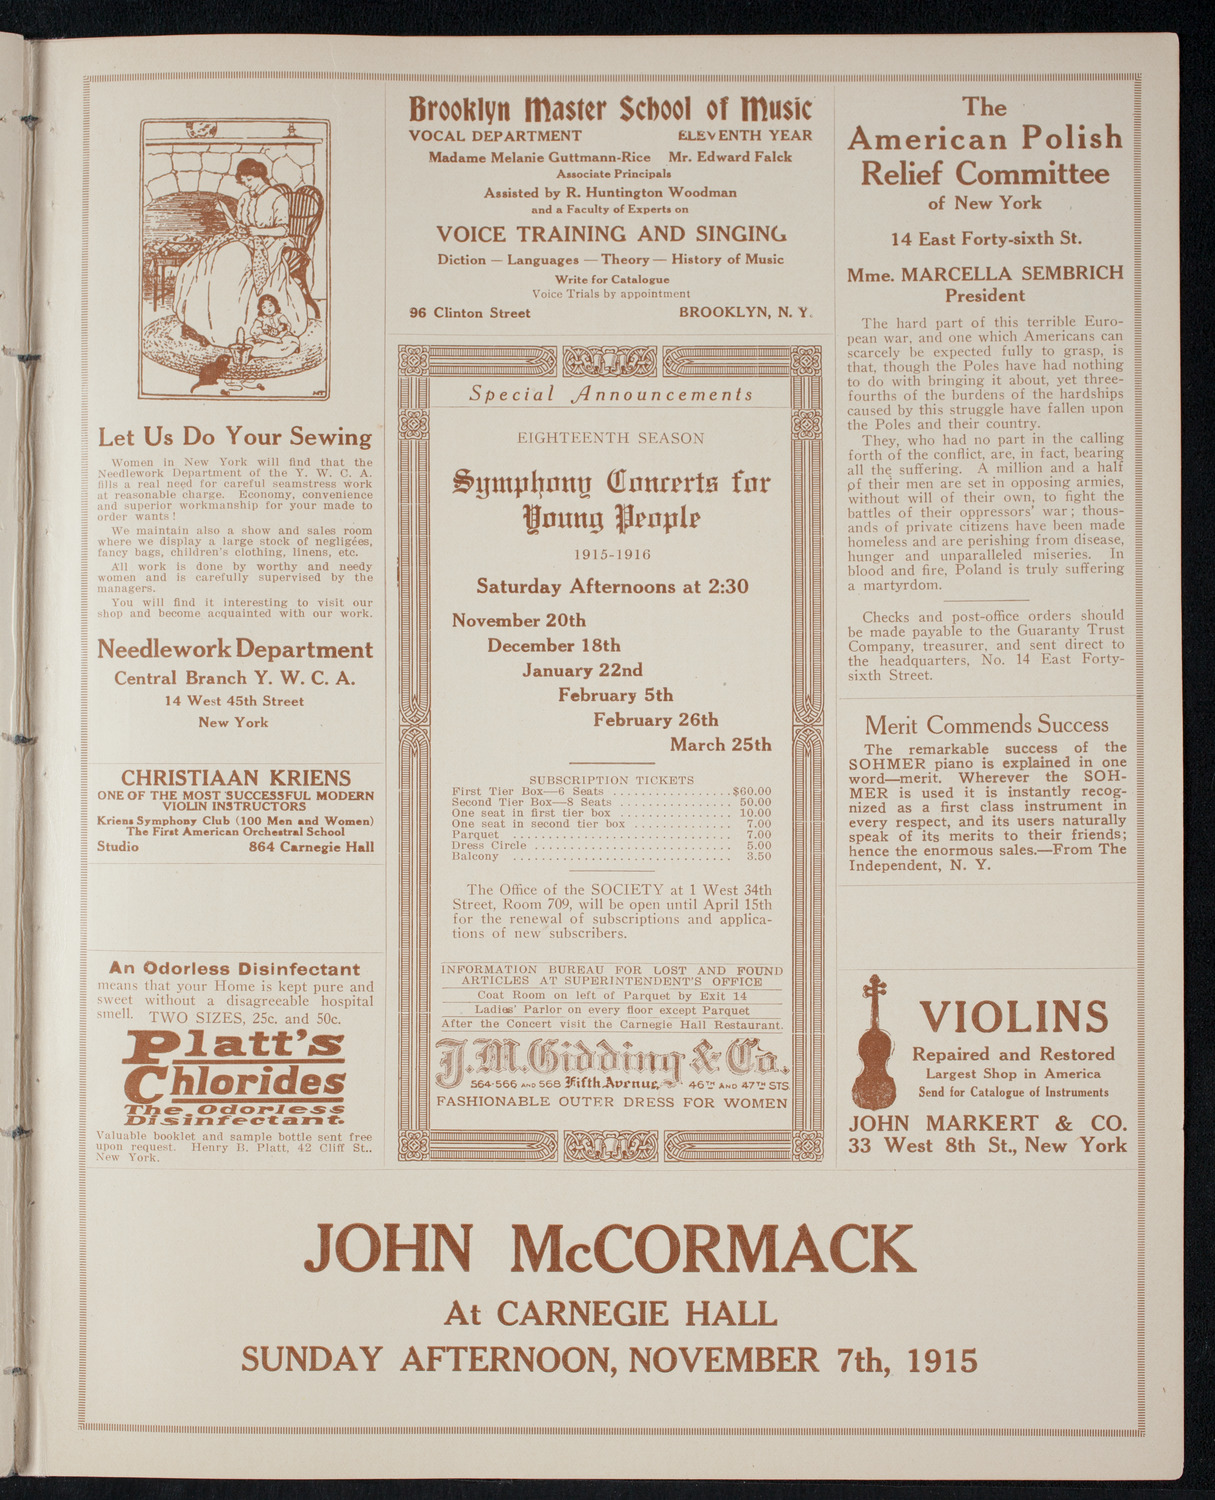 Let Us Do Your Sewing
Women in New York will find that the
Needlework Department of the Y. W. C. A.
fills a real need for careful seamstress work
at reasonable charge. Economy, convenience
and superior workmanship for your made to
order wants!
We maintain also a show and sales room
where we display a large stock of negligées,
fancy bags, children's clothing, linens, etc.
All work is done by worthy and needy
women and is carefully supervised by the
managers.
You will find it interesting to visit our
shop and become acquainted with our work.
Needlework Department
Central Branch Y. W. C. A.
14 West 45th Street
New York
CHRISTIAAN KRIENS
ONE OF THE MOST SUCCESSFUL MODERN
VIOLIN INSTRUCTORS
Kriens Symphony Club (100 Men and Women)
The First American Orchestral School
Studio 864 Carnegie Hall
An Odorless Disinfectant
means that your Home is kept pure and
sweet without a disagreeable hospital
smell. TWO SIZES, 25c. and 50c.
Platt's
Chlorides
The Odorless
Disinfectant.
Valuable booklet and sample bottle sent free
upon request. Henry B. Platt, 42 Cliff St.,
New York.
Brooklyn Master School of Music
VOCAL DEPARTMENT ELEVENTH YEAR
Madame Melanie Guttmann-Rice Mr. Edward Falck
Associate Principals
Assisted by R. Huntington Woodman
and a Faculty of Experts on
VOICE TRAINING AND SINGING
Diction — Languages — Theory — History of Music
Write for Catalogue
Voice Trials by appointment
96 Clinton Street BROOKLYN, N. Y.
Special Announcements
EIGHTEENTH SEASON
Symphony Concerts for
Young People
1915-1916
Saturday Afternoons at 2:30
November 20th
December 18th
January 22nd
February 5th
February 26th
March 25th
SUBSCRIPTION TICKETS
First Tier Box—6 Seats ................$60.00
Second Tier Box—8 Seats ............... 50.00
One seat in first tier box ............... 10.00
One seat in second tier box ............. 7.00
Parquet .............................. 7.00
Dress Circle .......................... 5.00
Balcony ............................. 3.50
The Office of the SOCIETY at 1 West 34th
Street, Room 709, will be open until April 15th
for the renewal of subscriptions and applica-
tions of new subscribers.
INFORMATION BUREAU FOR LOST AND FOUND
ARTICLES AT SUPERINTENDENT'S OFFICE
Coat Room on left of Parquet by Exit 14
Ladies' Parlor on every floor except Parquet
After the Concert visit the Carnegie Hall Restaurant.
J.M. Gidding & Co.
564-566 AND 568 Fifth Avenue, 46TH AND 47TH STS
FASHIONABLE OUTER DRESS FOR WOMEN
The
American Polish
Relief Committee
of New York
14 East Forty-sixth St.
Mme. MARCELLA SEMBRICH
President
The hard part of this terrible Euro-
pean war, and one which Americans can
scarcely be expected fully to grasp, is
that, though the Poles have had nothing
to do with bringing it about, yet three-
fourths of the burdens of the hardships
caused by this struggle have fallen upon
the Poles and their country.
They, who had no part in the calling
forth of the conflict, are, in fact, bearing
all the suffering. A million and a half
of their men are set in opposing armies,
without will of their own, to fight the
battles of their oppressors' war; thous-
ands of private citizens have been made
homeless and are perishing from disease,
hunger and unparalleled miseries. In
blood and fire, Poland is truly suffering
a martyrdom.
Checks and post-office orders should
be made payable to the Guaranty Trust
Company, treasurer, and sent direct to
the headquarters, No. 14 East Forty-
sixth Street.
Merit Commends Success
The remarkable success of the
SOHMER piano is explained in one
word—merit. Wherever the SOH-
MER is used it is instantly recog-
nized as a first class instrument in
every respect, and its users naturally
speak of its merits to their friends;
hence the enormous sales.—From The
Independent, N. Y.
VIOLINS
Repaired and Restored
Largest Shop in America
Send for Catalogue of Instruments
JOHN MARKERT & CO.
33 West 8th St., New York
JOHN McCORMACK
At CARNEGIE HALL
SUNDAY AFTERNOON, NOVEMBER 7th, 1915